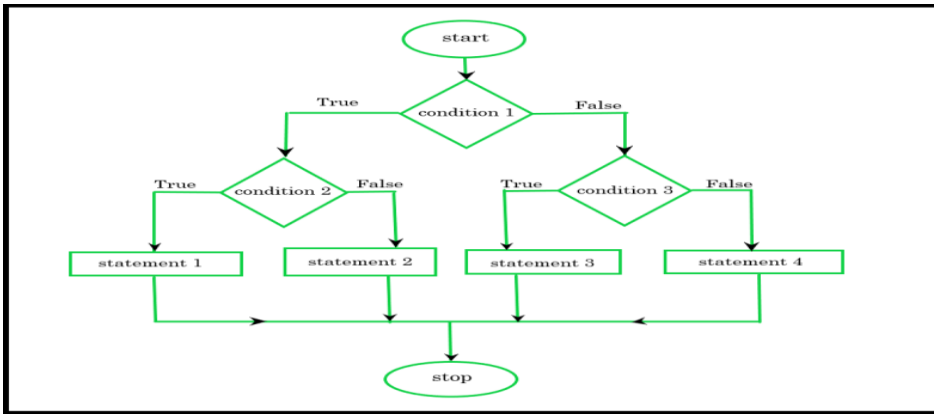 start
True
condition 1
False
True
condition 2
False
True
condition 3
False
statement 1
statement 2
statement 3
statement 4
stop